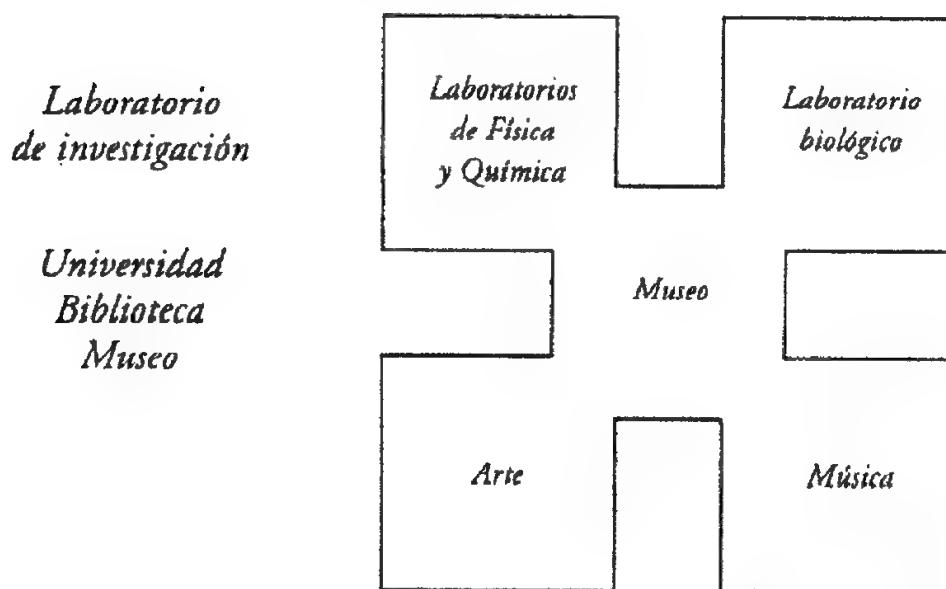 Laboratorio
de investigación
Universidad
Biblioteca
Museo
Laboratorios
de Física
y Química
Laboratorio
biológico
Museo
Arte
Música